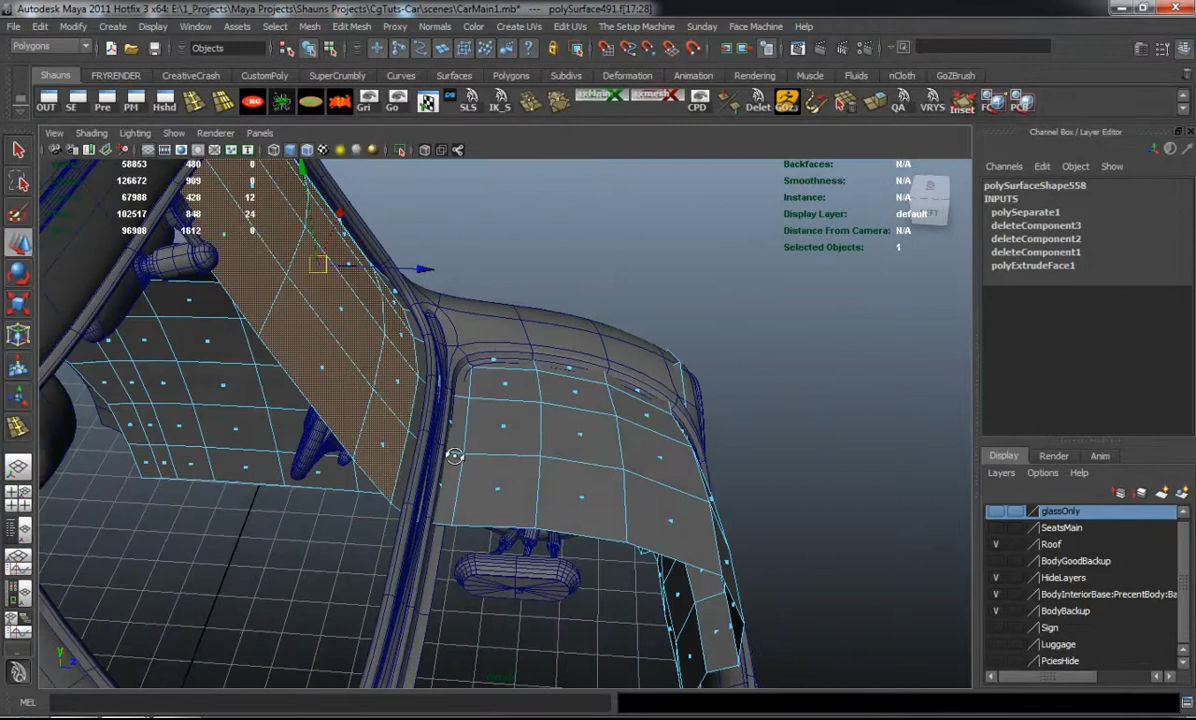 Autodesk Maya 2011 Hotfix 3 x64: E:\1_Projects\Maya Projects\Shauns Projects\CgTuts-Car\scenes\CarMain1.mb*   ---   polySurface491.f[17:28]
File Edit Modify Create Display Window Assets Select Mesh Edit Mesh Proxy Normals Color Create UVs Edit UVs The Setup Machine Sunday Face Machine Help
Polygons Objects
Shauns FRYRENDER CreativeCrash CustomPoly SuperCrumbly Curves Surfaces Polygons Subdivs Deformation Animation Rendering Muscle Fluids nCloth GoZBrush
OUT SE Pre PM Hshd RG Gri Go SLS IK_S CPD Delet GOZ> QA VRYS Inset FC PCB
View Shading Lighting Show Renderer Panels
58853 480 0
126672 909 0
67988 428 12
102517 848 24
96908 1612 0
Backfaces: N/A
Smoothness: N/A
Instance: N/A
Display Layer: default
Distance From Camera: N/A
Selected Objects: 1
Channel Box / Layer Editor
Channels Edit Object Show
polySurfaceShape558
INPUTS
polySeparate1
deleteComponent3
deleteComponent2
deleteComponent1
polyExtrudeFace1
Display Render Anim
Layers Options Help
glassOnly
SeatsMain
V Roof
BodyGoodBackup
V HideLayers
V BodyInteriorBase:PrecentBody:Ba
V BodyBackup
Sign
Luggage
PciesHide
MEL